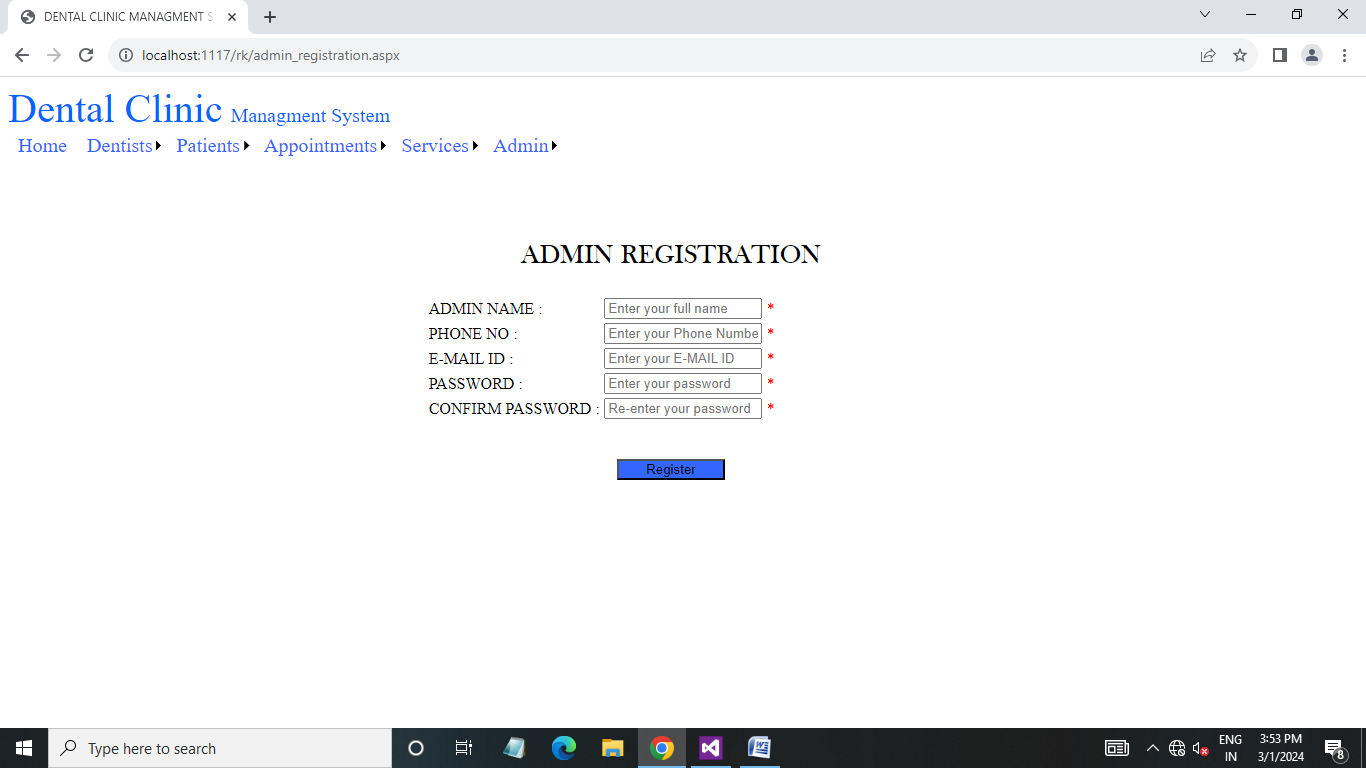 DENTAL CLINIC MANAGMENT S
localhost:1117/rk/admin_registration.aspx
Dental Clinic Managment System
Home Dentists Patients Appointments Services Admin
ADMIN REGISTRATION
ADMIN NAME : Enter your full name *
PHONE NO : Enter your Phone Numbe *
E-MAIL ID : Enter your E-MAIL ID *
PASSWORD : Enter your password *
CONFIRM PASSWORD : Re-enter your password *
Register
Type here to search
ENG
IN
3:53 PM
3/1/2024
8